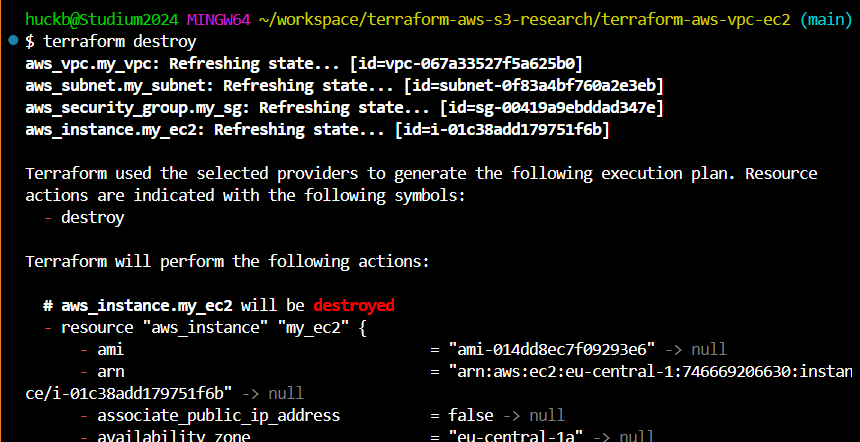 huckb@Studium2024 MINGW64 ~/workspace/terraform-aws-s3-research/terraform-aws-vpc-ec2 (main)
$ terraform destroy
aws_vpc.my_vpc: Refreshing state... [id=vpc-067a33527f5a625b0]
aws_subnet.my_subnet: Refreshing state... [id=subnet-0f83a4bf760a2e3eb]
aws_security_group.my_sg: Refreshing state... [id=sg-00419a9ebddad347e]
aws_instance.my_ec2: Refreshing state... [id=i-01c38add179751f6b]
Terraform used the selected providers to generate the following execution plan. Resource
actions are indicated with the following symbols:
- destroy
Terraform will perform the following actions:
# aws_instance.my_ec2 will be destroyed
- resource "aws_instance" "my_ec2" {
- ami = "ami-014dd8ec7f09293e6" -> null
- arn = "arn:aws:ec2:eu-central-1:746669206630:instan
ce/i-01c38add179751f6b" -> null
- associate_public_ip_address = false -> null
- availability_zone = "eu-central-1a" -> null